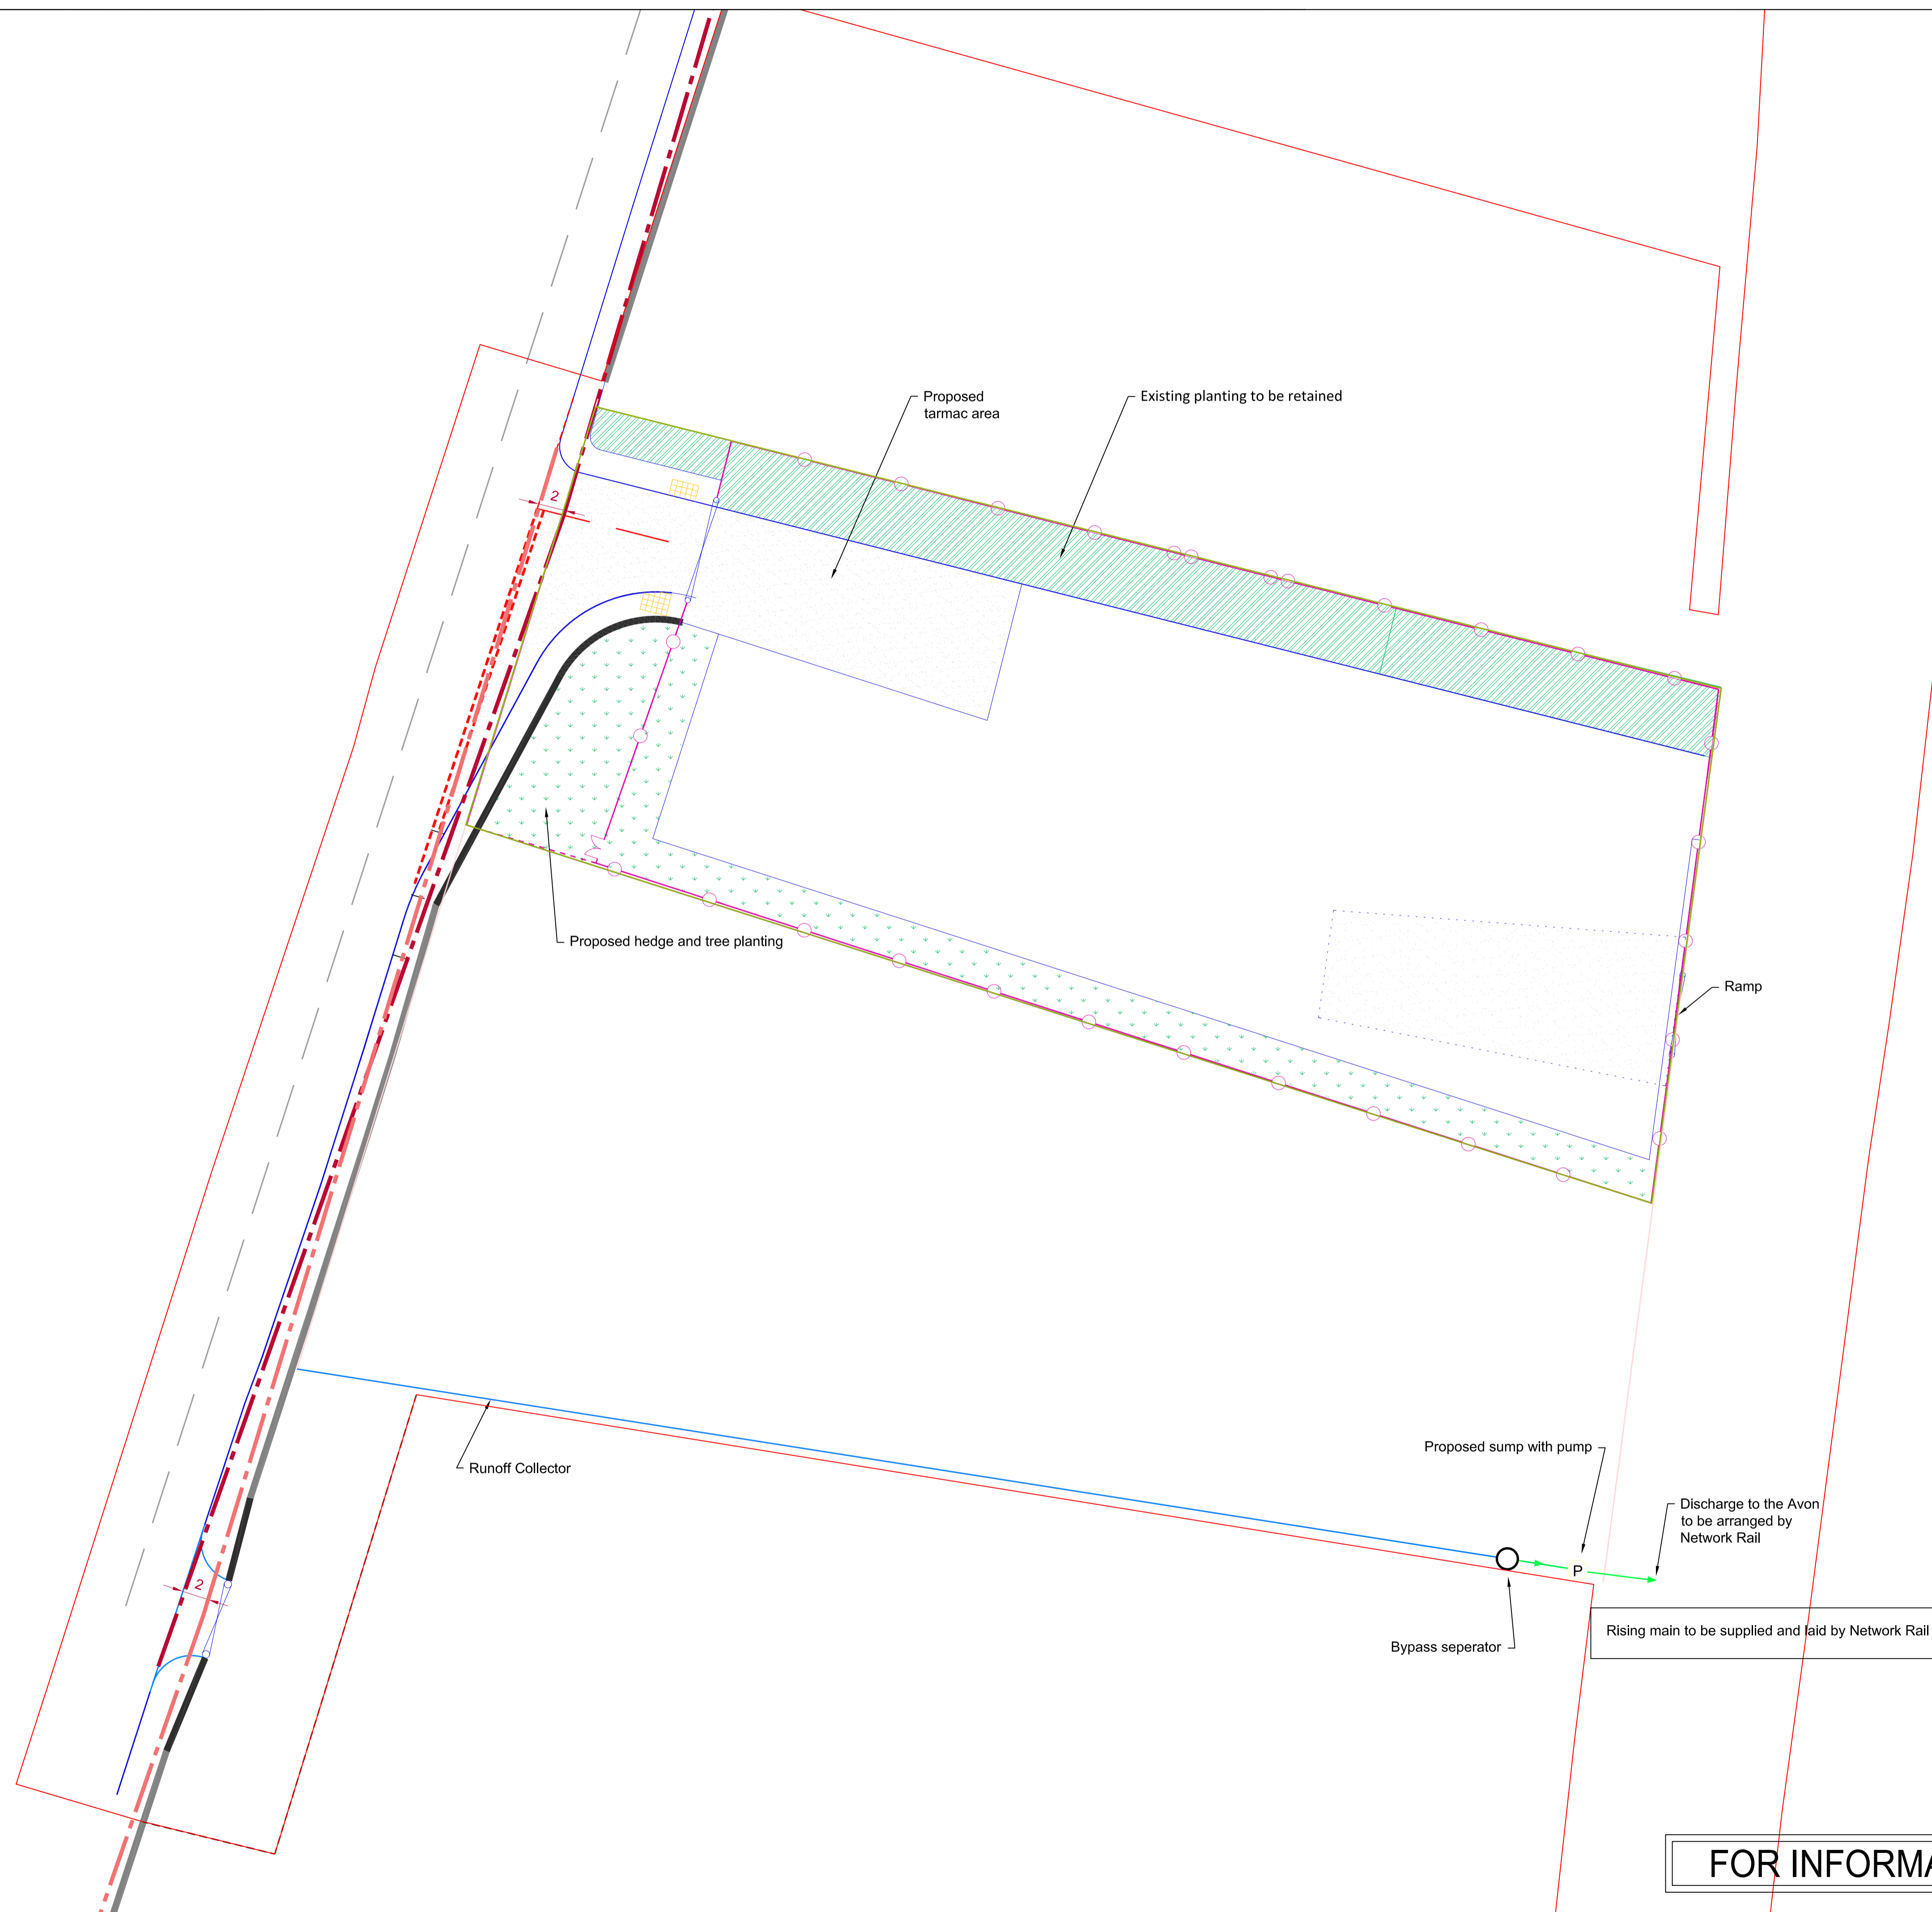 Proposed
tarmac area
Existing planting to be retained
2
Proposed hedge and tree planting
Ramp
Runoff Collector
Proposed sump with pump
Discharge to the Avon
to be arranged by
Network Rail
P
2
Rising main to be supplied and laid by Network Rail
Bypass seperator
FOR INFORMA